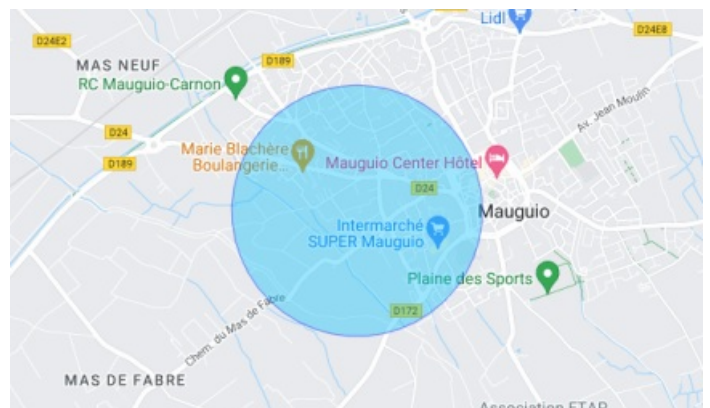 Lidl
D24E2
D24E8
MAS NEUF
D189
RC Mauguio-Carnon
Av. Jean Moulin
D24
Marie Blachère
Boulangerie...
D189
Mauguio Center Hôtel
D24
Mauguio
Intermarché
SUPER Mauguio
Plaine des Sports
Chem. du Mas de Fabre
D172
MAS DE FABRE
Association ETAP